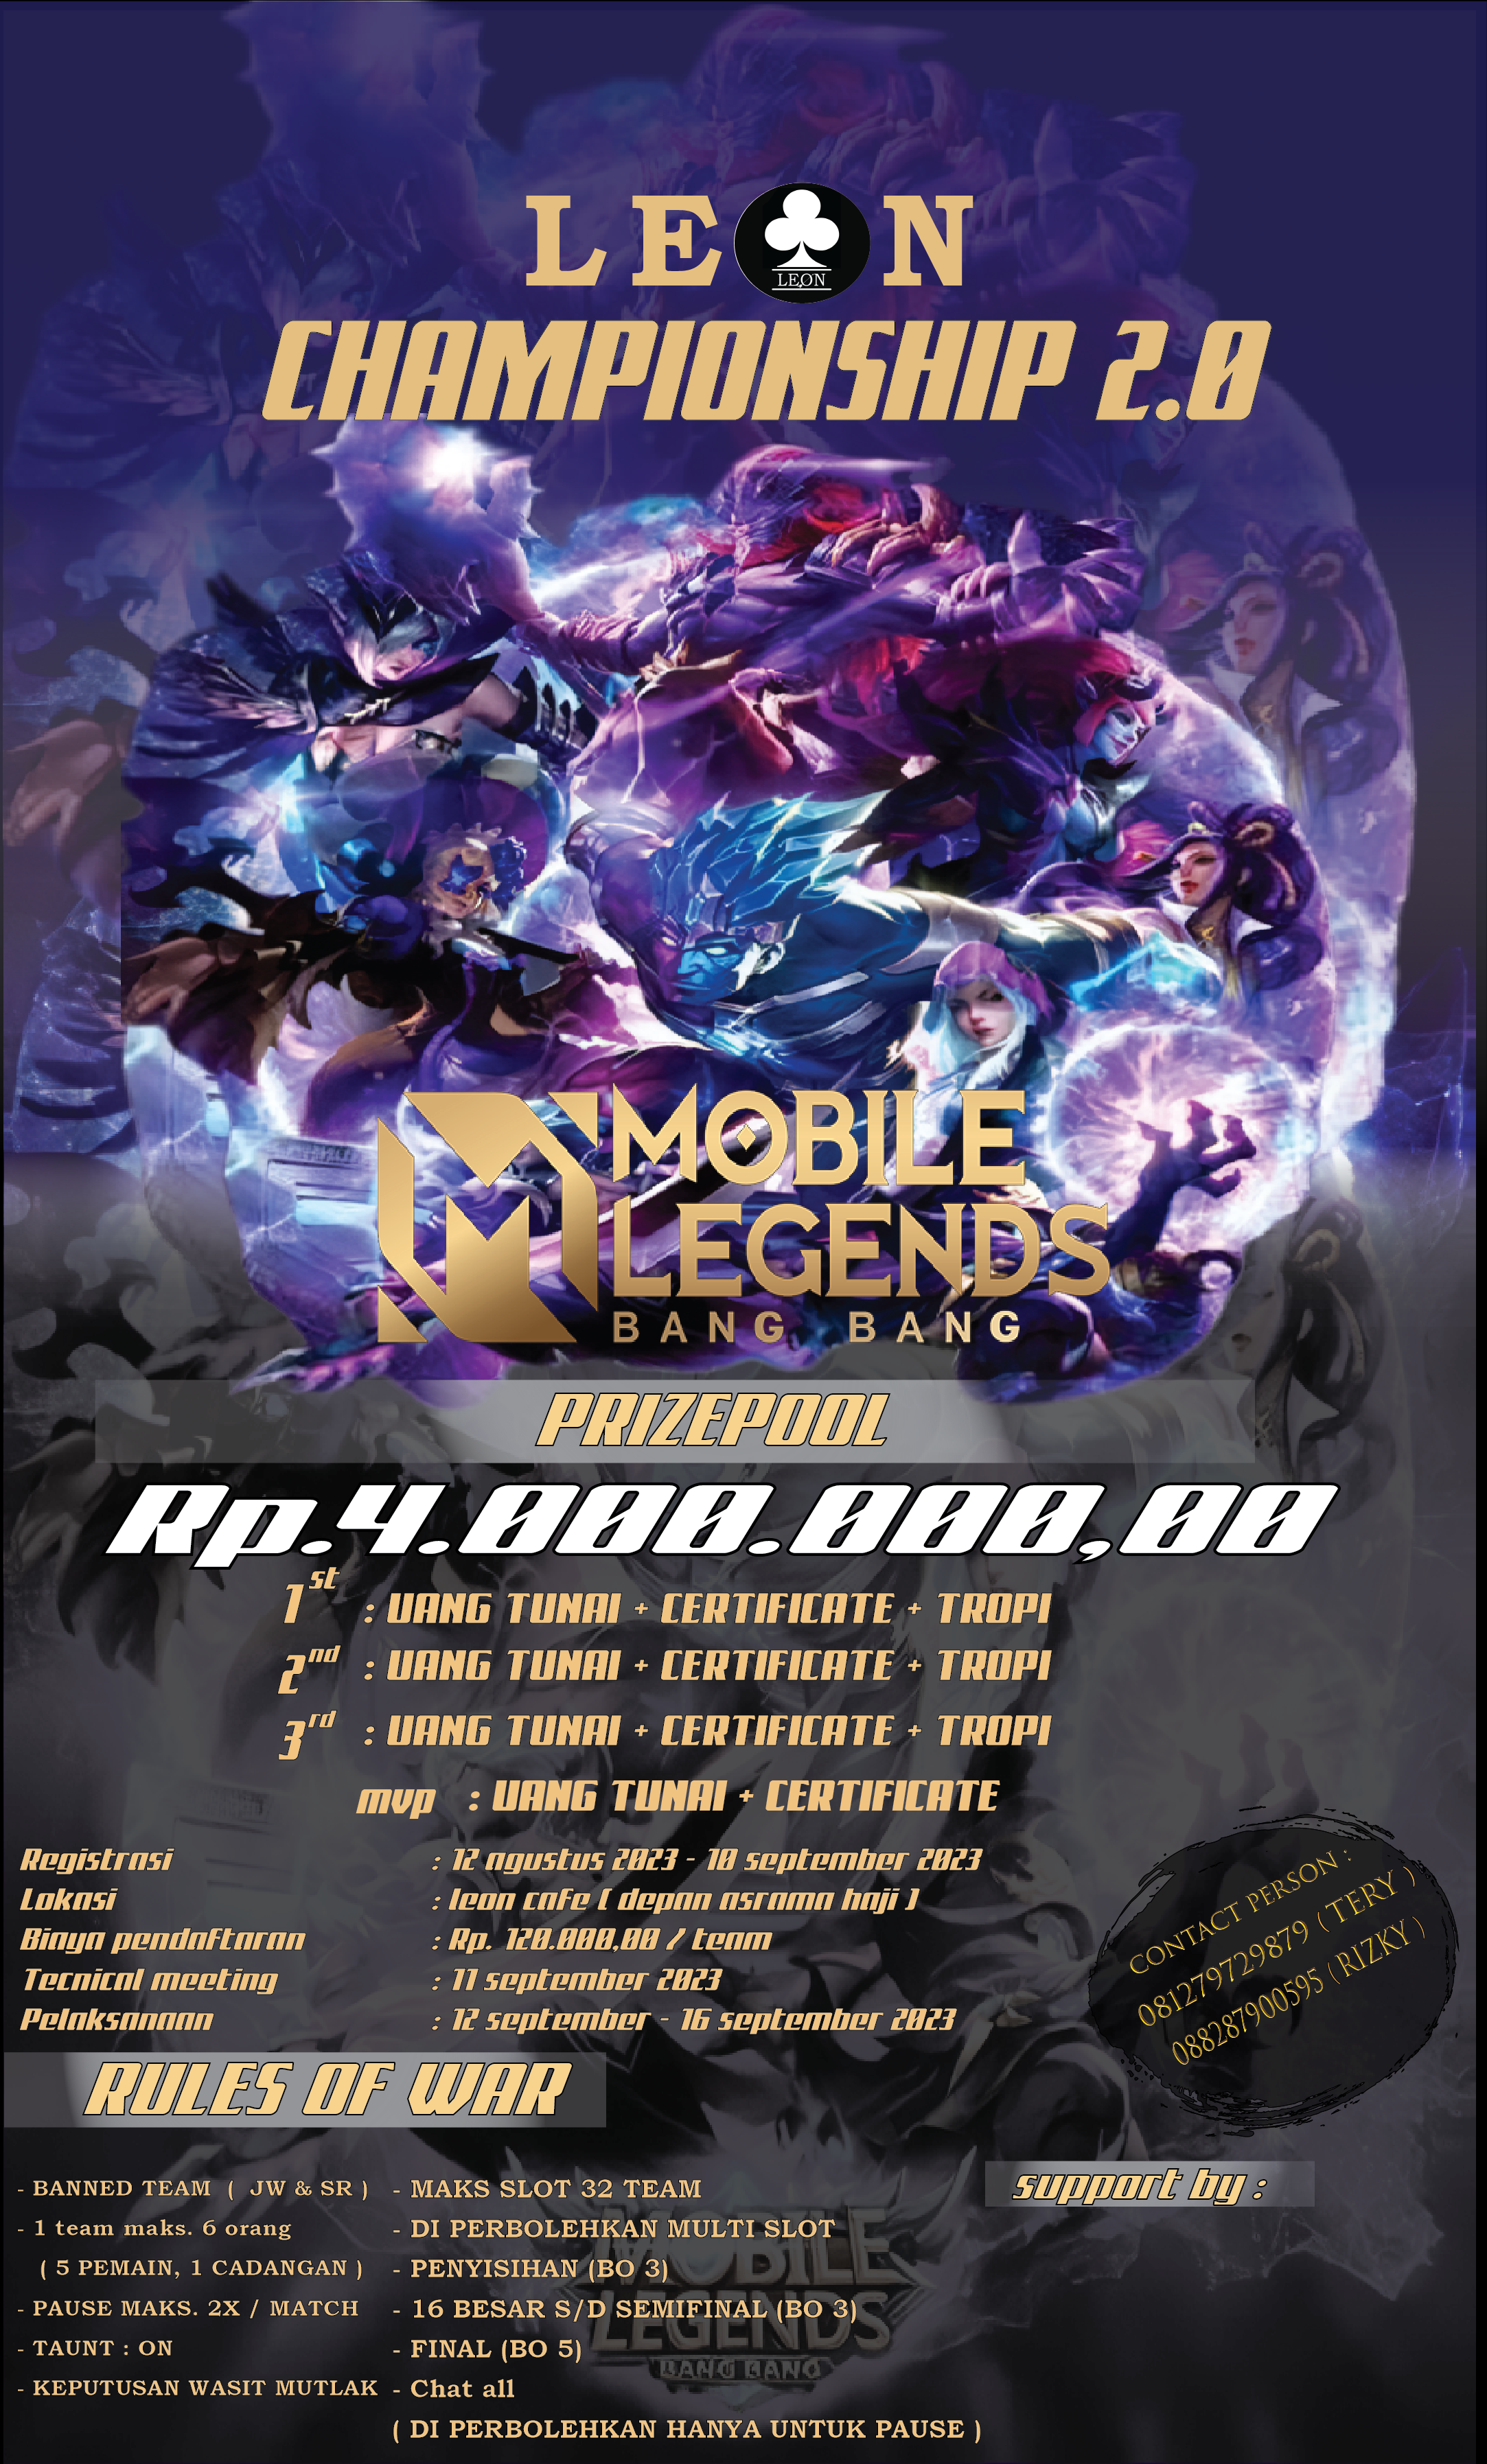 LEON
LEON
CHAMPIONSHIP 2.0
MOBILE
LEGENDS
BANG BANG
PRIZEPOOL
Rp.4.000.000,00
1st : UANG TUNAI + CERTIFICATE + TROPI
2nd : UANG TUNAI + CERTIFICATE + TROPI
3rd : UANG TUNAI + CERTIFICATE + TROPI
mvp : UANG TUNAI + CERTIFICATE
Registrasi : 12 agustus 2023 - 10 september 2023
Lokasi : leon cafe ( depan asrama haji )
Biaya pendaftaran : Rp. 120.000,00 / team
Tecnical meeting : 11 september 2023
Pelaksanaan : 12 september - 16 september 2023
CONTACT PERSON :
081279729879 ( TERY )
088287900595 ( RIZKY )
RULES OF WAR
- BANNED TEAM ( JW & SR )
- 1 team maks. 6 orang
( 5 PEMAIN, 1 CADANGAN )
- PAUSE MAKS. 2X / MATCH
- TAUNT : ON
- KEPUTUSAN WASIT MUTLAK
- MAKS SLOT 32 TEAM
- DI PERBOLEHKAN MULTI SLOT
- PENYISIHAN (BO 3)
- 16 BESAR S/D SEMIFINAL (BO 3)
- FINAL (BO 5)
- Chat all
( DI PERBOLEHKAN HANYA UNTUK PAUSE )
support by :
MOBILE
LEGENDS
BANG BANG